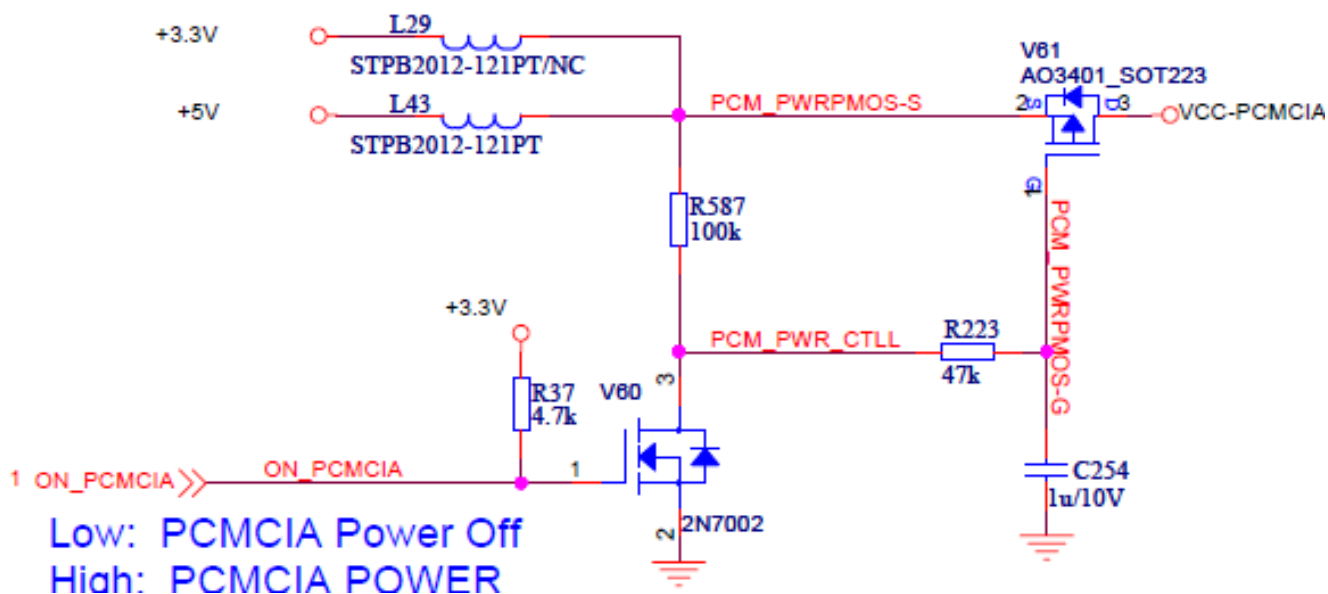 +3.3V
L29
STPB2012-121PT/NC
+5V
L43
STPB2012-121PT
PCM_PWRPMOS-S
V61
AO3401_SOT223
2
S
D
3
VCC-PCMCIA
G
1
R587
100k
PCM_PWRPMOS-G
+3.3V
R37
4.7k
PCM_PWR_CTLL
R223
47k
3
V60
1 ON_PCMCIA
ON_PCMCIA
1
2N7002
2
C254
1u/10V
Low: PCMCIA Power Off
High: PCMCIA POWER